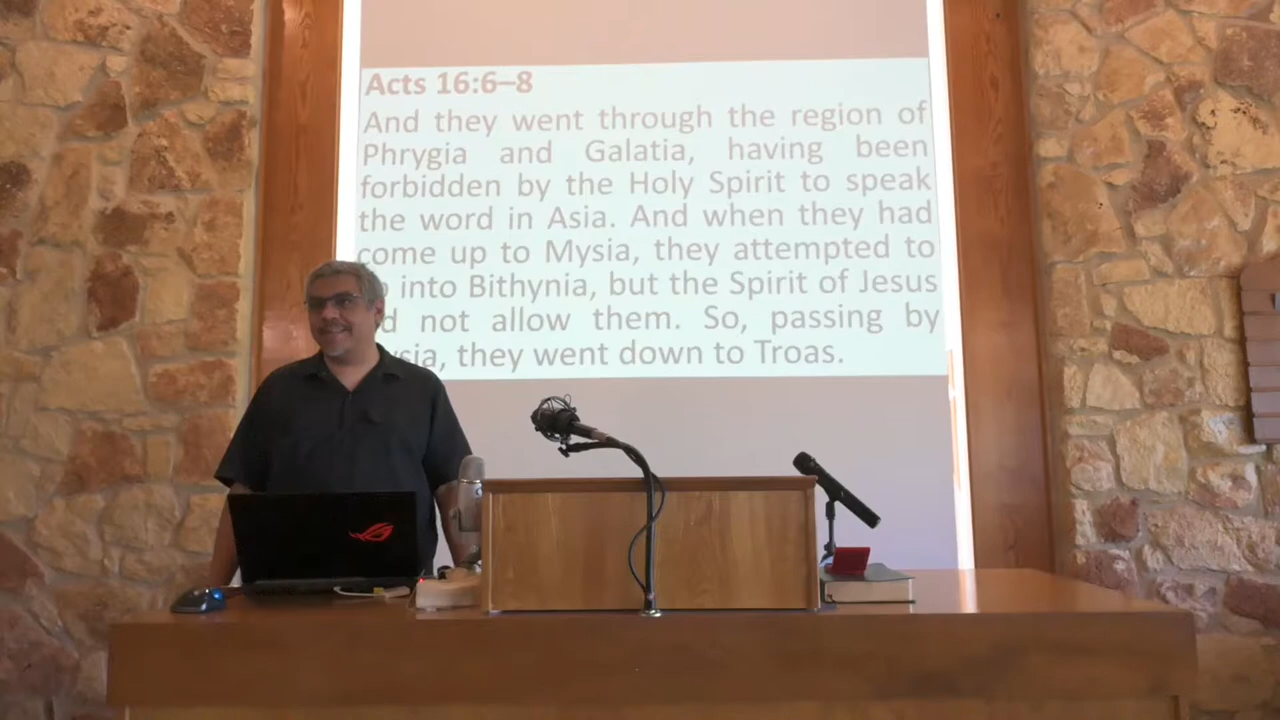 Acts 16:6–8
And they went through the region of
Phrygia and Galatia, having been
forbidden by the Holy Spirit to speak
the word in Asia. And when they had
come up to Mysia, they attempted to
into Bithynia, but the Spirit of Jesus
not allow them. So, passing by
they went down to Troas.